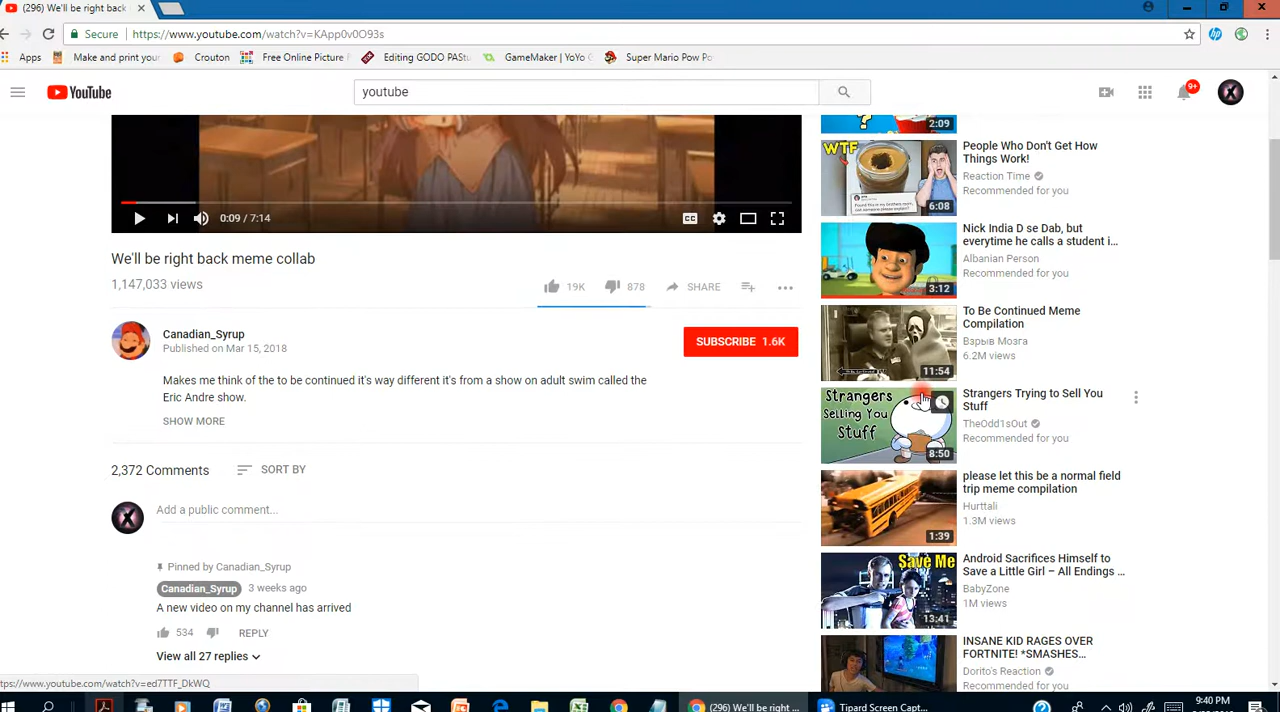 (296) We'll be right back
Secure
https://www.youtube.com/watch?v=KApp0v0O93s
Apps
Make and print your
Crouton
Free Online Picture
Editing GODO PASt
GameMaker | YoYo G
Super Mario Pow Po
YouTube
youtube
9+
X
0:09 / 7:14
CC
We'll be right back meme collab
1,147,033 views
19K
878
SHARE
Canadian_Syrup
Published on Mar 15, 2018
SUBSCRIBE 1.6K
Makes me think of the to be continued it's way different it's from a show on adult swim called the
Eric Andre show.
SHOW MORE
2,372 Comments
SORT BY
X
Add a public comment...
Pinned by Canadian_Syrup
Canadian_Syrup
3 weeks ago
A new video on my channel has arrived
534
REPLY
View all 27 replies
?
2:09
WTF
6:08
People Who Don't Get How
Things Work!
Reaction Time
Recommended for you
3:12
Nick India D se Dab, but
everytime he calls a student i...
Albanian Person
Recommended for you
11:54
To Be Continued Meme
Compilation
Взрыв Мозга
6.2M views
Strangers
Selling You
Stuff
8:50
Strangers Trying to Sell You
Stuff
TheOdd1sOut
Recommended for you
1:39
please let this be a normal field
trip meme compilation
Hurttali
1.3M views
Save Me
13:41
Android Sacrifices Himself to
Save a Little Girl – All Endings ...
BabyZone
1M views
INSANE KID RAGES OVER
FORTNITE! *SMASHES...
Dorito's Reaction
Recommended for you
tps://www.youtube.com/watch?v=ed7TTF_DkWQ
(296) We'll be right ...
Tipard Screen Capt...
9:40 PM